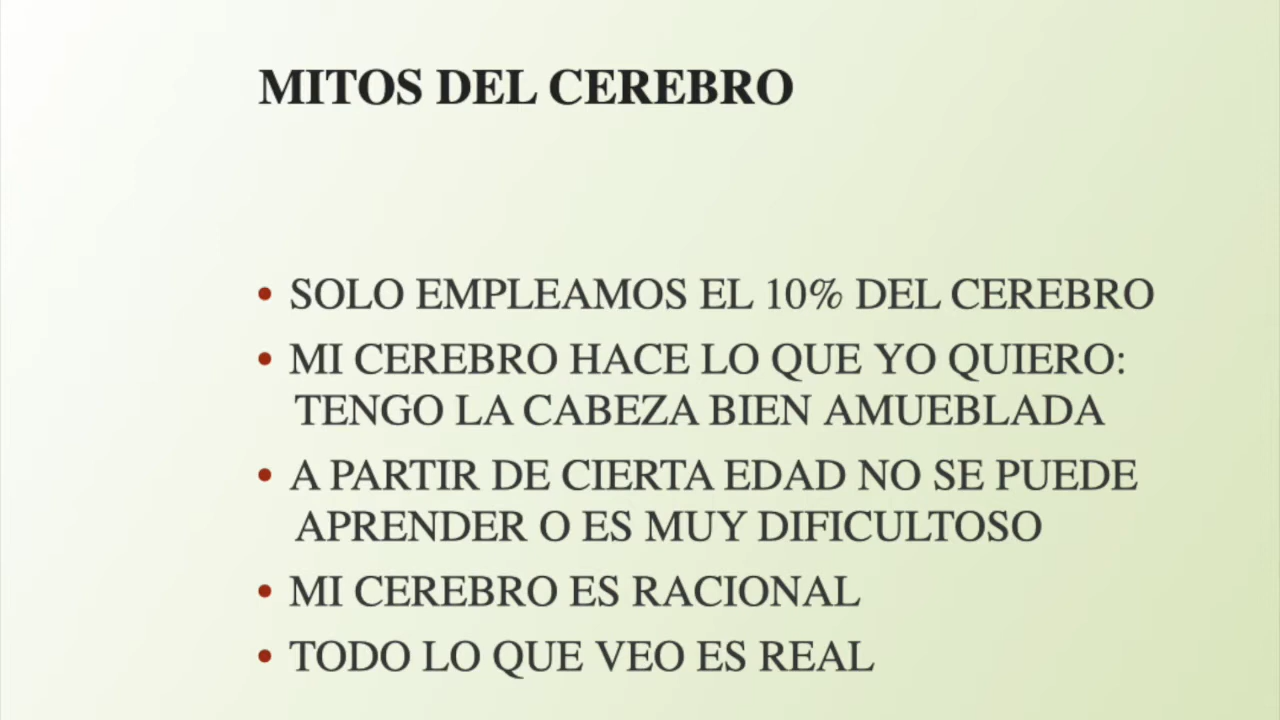 MITOS DEL CEREBRO
• SOLO EMPLEAMOS EL 10% DEL CEREBRO
• MI CEREBRO HACE LO QUE YO QUIERO:
TENGO LA CABEZA BIEN AMUEBLADA
• A PARTIR DE CIERTA EDAD NO SE PUEDE
APRENDER O ES MUY DIFICULTOSO
• MI CEREBRO ES RACIONAL
• TODO LO QUE VEO ES REAL